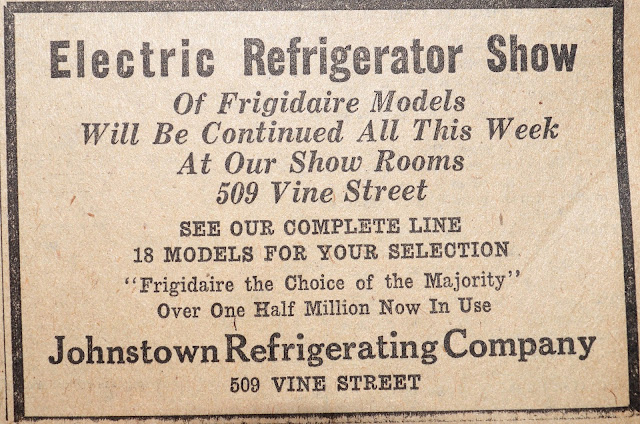 Electric Refrigerator Show
Of Frigidaire Models
Will Be Continued All This Week
At Our Show Rooms
509 Vine Street
SEE OUR COMPLETE LINE
18 MODELS FOR YOUR SELECTION
"Frigidaire the Choice of the Majority"
Over One Half Million Now In Use
Johnstown Refrigerating Company
509 VINE STREET